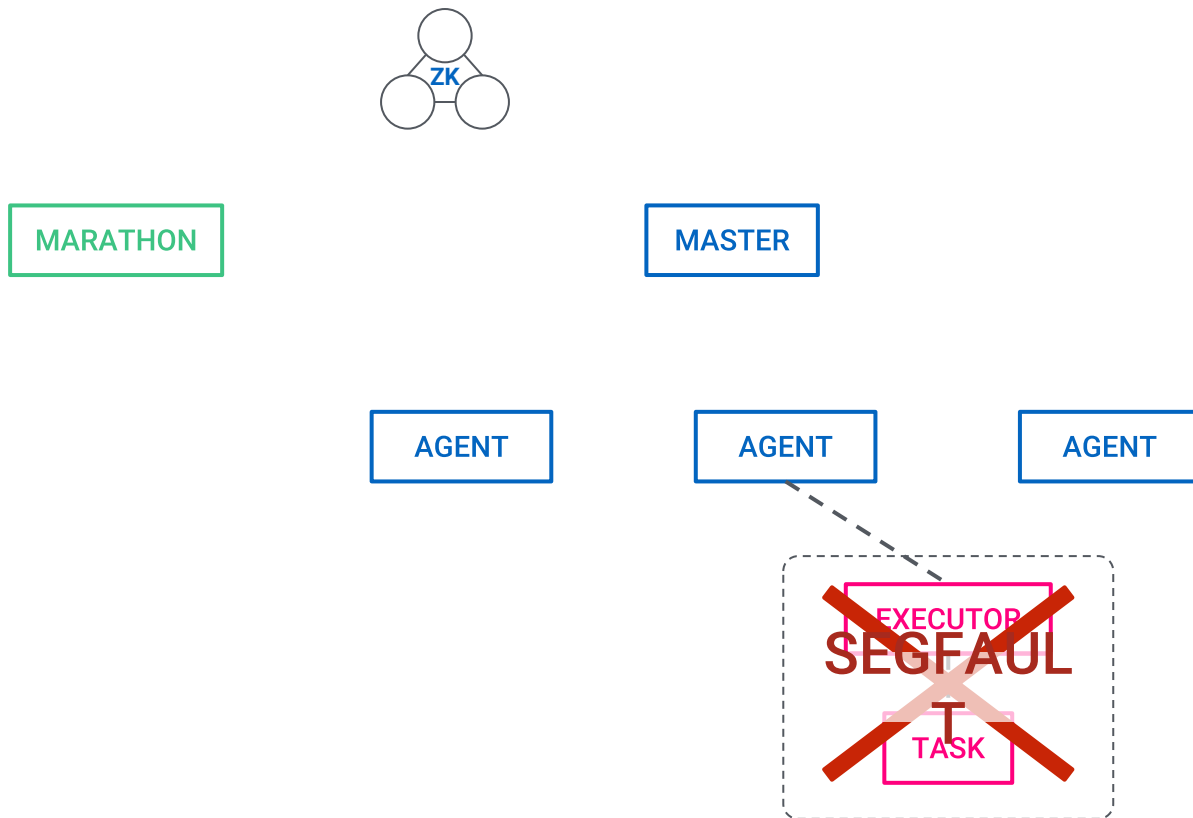 ZK
MARATHON
MASTER
AGENT
AGENT
AGENT
EXECUTOR
SEGFAUL
T
TASK